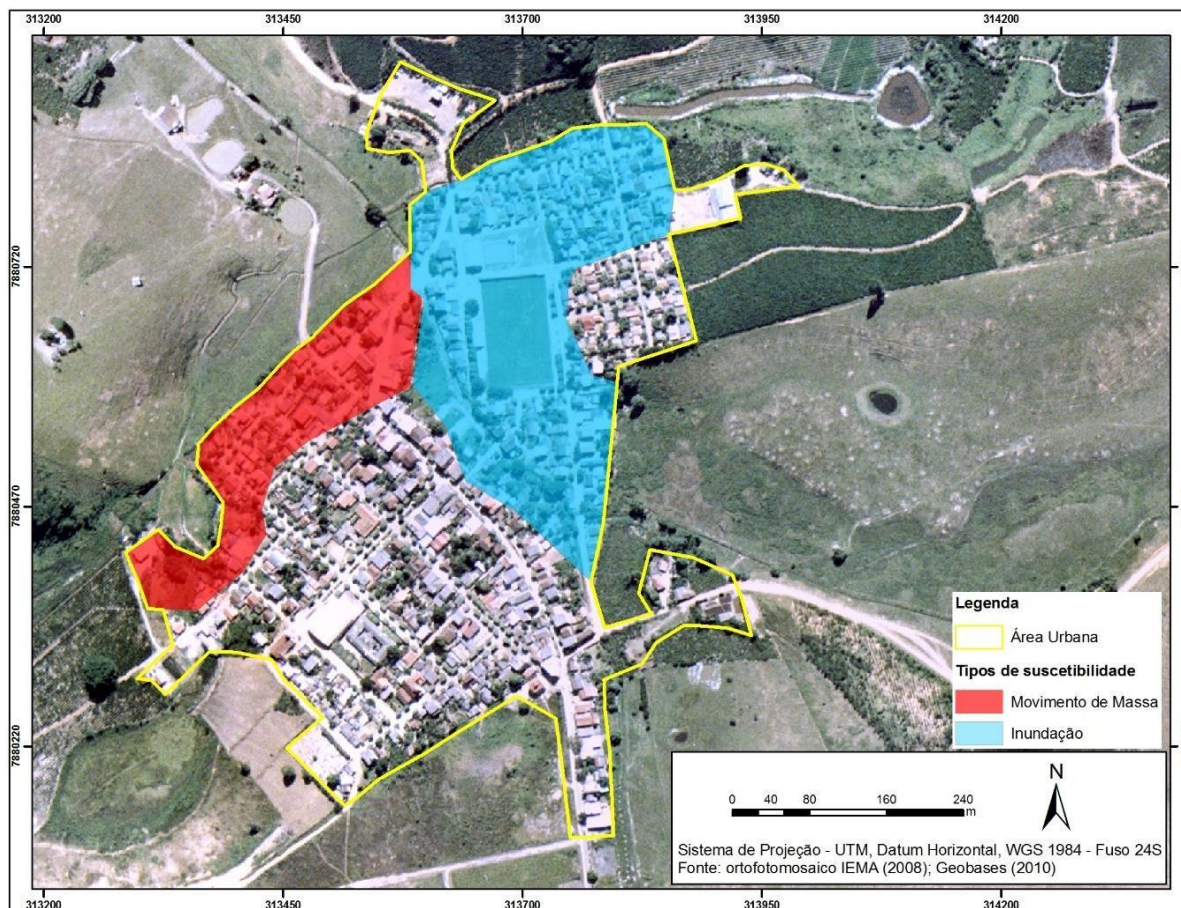 313200
313450
313700
313950
314200
7880720
7880470
7880220
Legenda
Área Urbana
Tipos de suscetibilidade
Movimento de Massa
Inundação
N
0 40 80 160 240
m
Sistema de Projeção - UTM, Datum Horizontal, WGS 1984 - Fuso 24S
Fonte: ortofotomosaico IEMA (2008); Geobases (2010)
313200
313450
313700
313950
314200